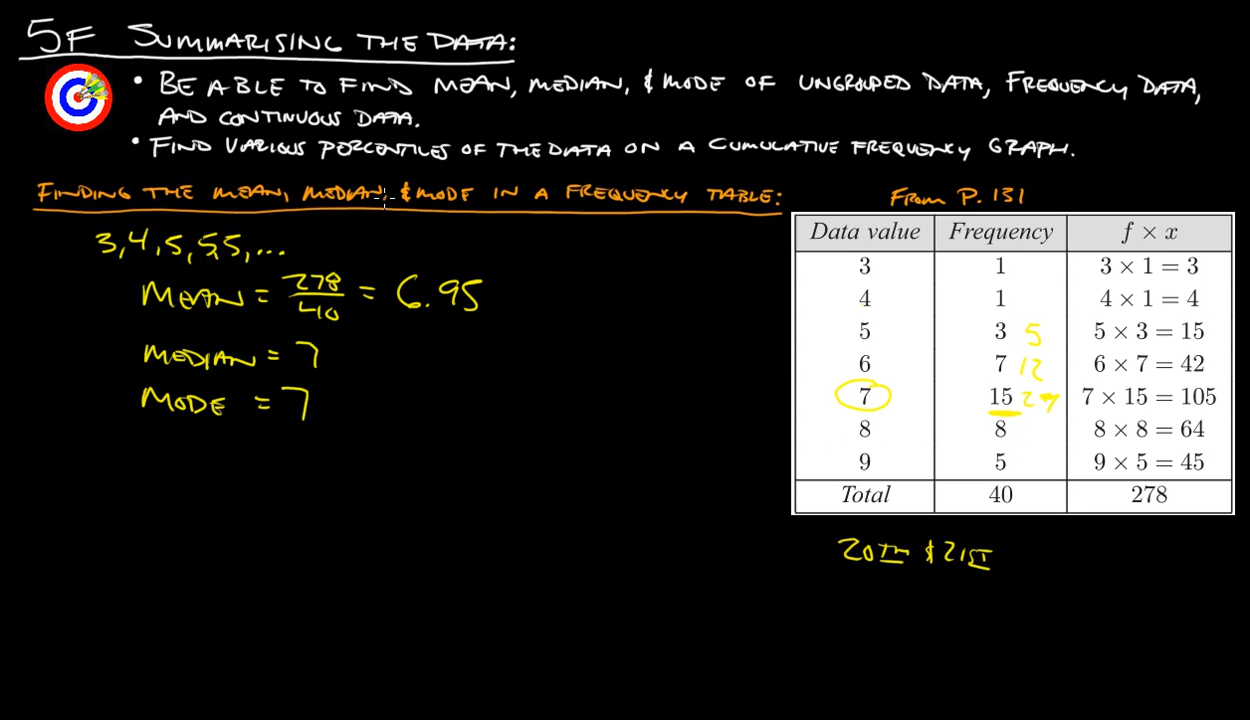 5F SUMMARISING THE DATA:
• BE ABLE TO FIND MEAN, MEDIAN, & MODE OF UNGROUPED DATA, FREQUENCY DATA,
AND CONTINUOUS DATA.
• FIND VARIOUS PERCENTILES OF THE DATA ON A CUMULATIVE FREQUENCY GRAPH.
FINDING THE MEAN, MEDIAN, & MODE IN A FREQUENCY TABLE:
FROM P. 131
3, 4, 5, 5, 5, ...
MEAN = 278/40 = 6.95
MEDIAN = 7
MODE = 7
Data value Frequency f × x
3 1 3 × 1 = 3
4 1 4 × 1 = 4
5 3 5 5 × 3 = 15
6 7 12 6 × 7 = 42
7 15 27 7 × 15 = 105
8 8 8 × 8 = 64
9 5 9 × 5 = 45
Total 40 278
20TH & 21ST